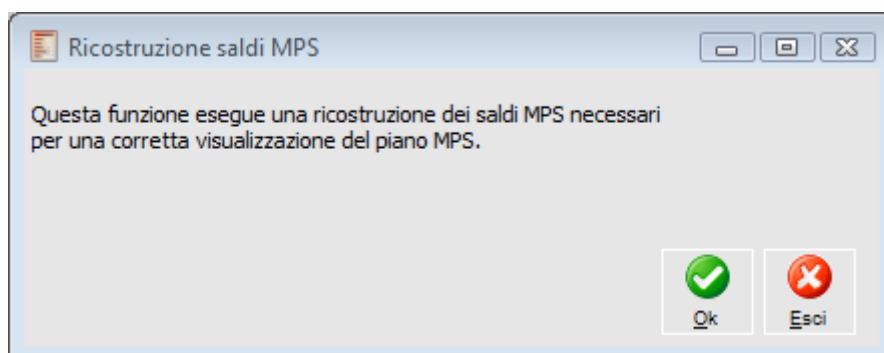 Ricostruzione saldi MPS
Questa funzione esegue una ricostruzione dei saldi MPS necessari
per una corretta visualizzazione del piano MPS.
Ok
Esci